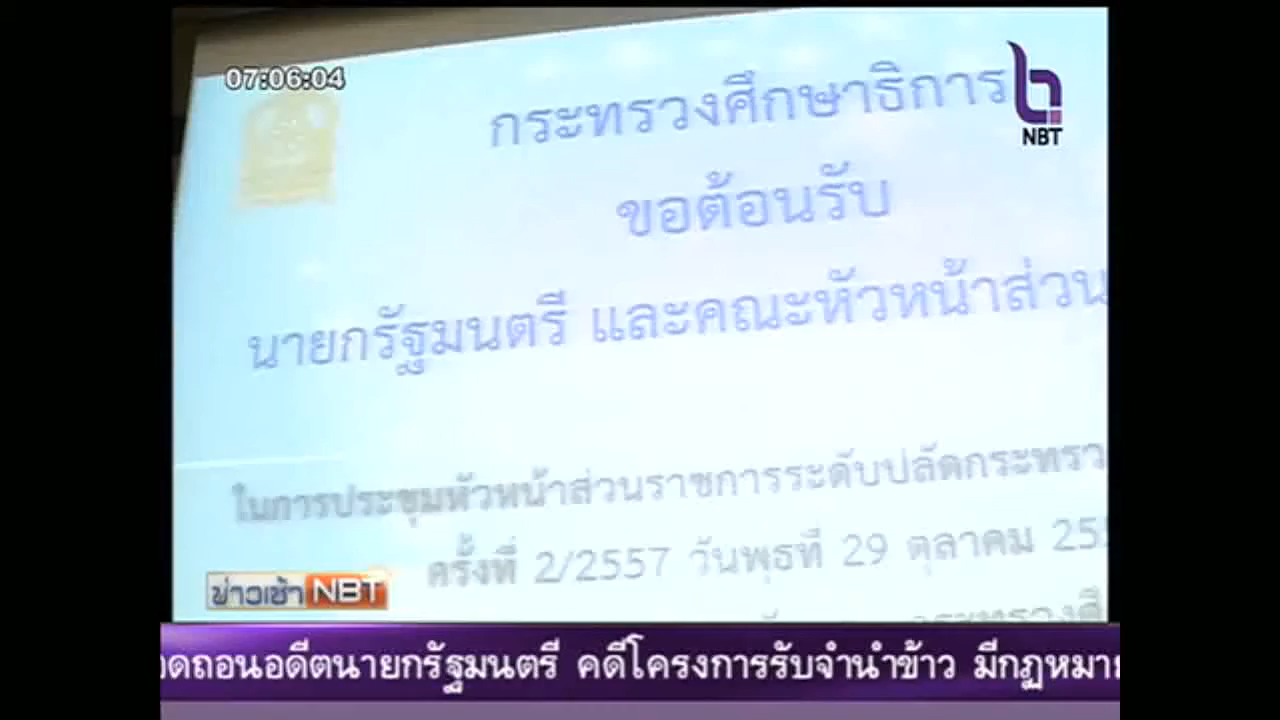 07:06:04
NBT
กระทรวงศึกษาธิการ
ขอต้อนรับ
นายกรัฐมนตรี และคณะหัวหน้าส่วน
ในการประชุมหัวหน้าส่วนราชการระดับปลัดกระทรว
ครั้งที่ 2/2557 วันพุธที่ 29 ตุลาคม 255
ข่าวเช้า NBT
ถอนอดีตนายกรัฐมนตรี คดีโครงการรับจำนำข้าว มีกฎหมาย